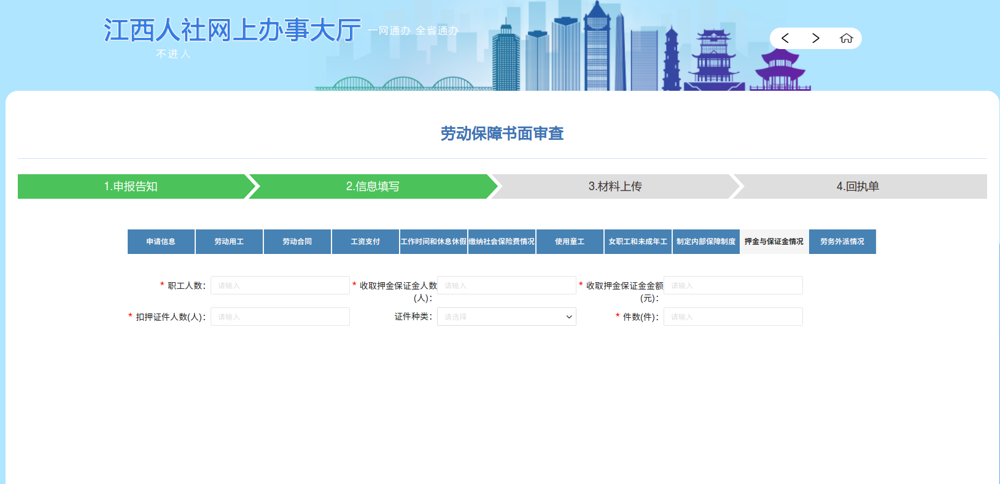 江西人社网上办事大厅 一网通办 全省通办
不进人
劳动保障书面审查
1.申报告知 2.信息填写 3.材料上传 4.回执单
申请信息 劳动用工 劳动合同 工资支付 工作时间和休息休假 缴纳社会保险费情况 使用童工 女职工和未成年工 制定内部保障制度 押金与保证金情况 劳务外派情况
* 职工人数： 请输入 * 收取押金保证金人数 请输入 * 收取押金保证金金额 请输入
(人)： (元)：
* 扣押证件人数(人)： 请输入 证件种类： 请选择 * 件数(件)： 请输入